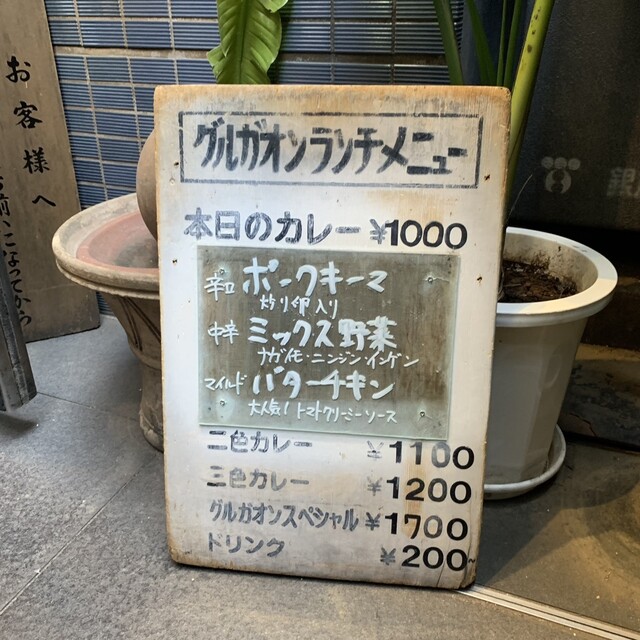 お客様へ
グルガオンランチメニュー
本日のカレー ¥1000
辛口 ポークキーマ
炒り卵入り
中辛 ミックス野菜
ナガイモ・ニンジン・インゲン
マイルド バターチキン
大人気！トマトクリーミーソース
二色カレー ¥1100
三色カレー ¥1200
グルガオンスペシャル ¥1700
ドリンク ¥200~
銀